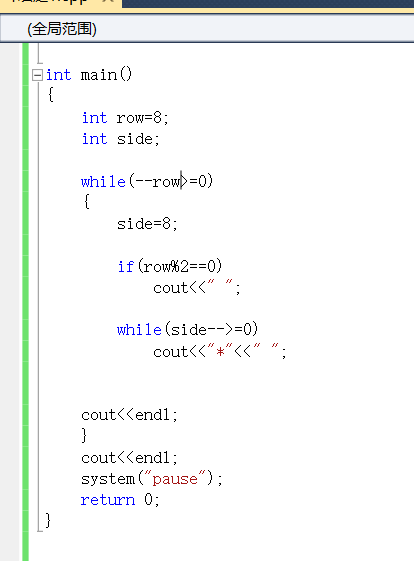 (全局范围)
int main()
{
int row=8;
int side;
while(--row>=0)
{
side=8;
if(row%2==0)
cout<<" ";
while(side-->=0)
cout<<"*"<<" ";
cout<<endl;
}
cout<<endl;
system("pause");
return 0;
}